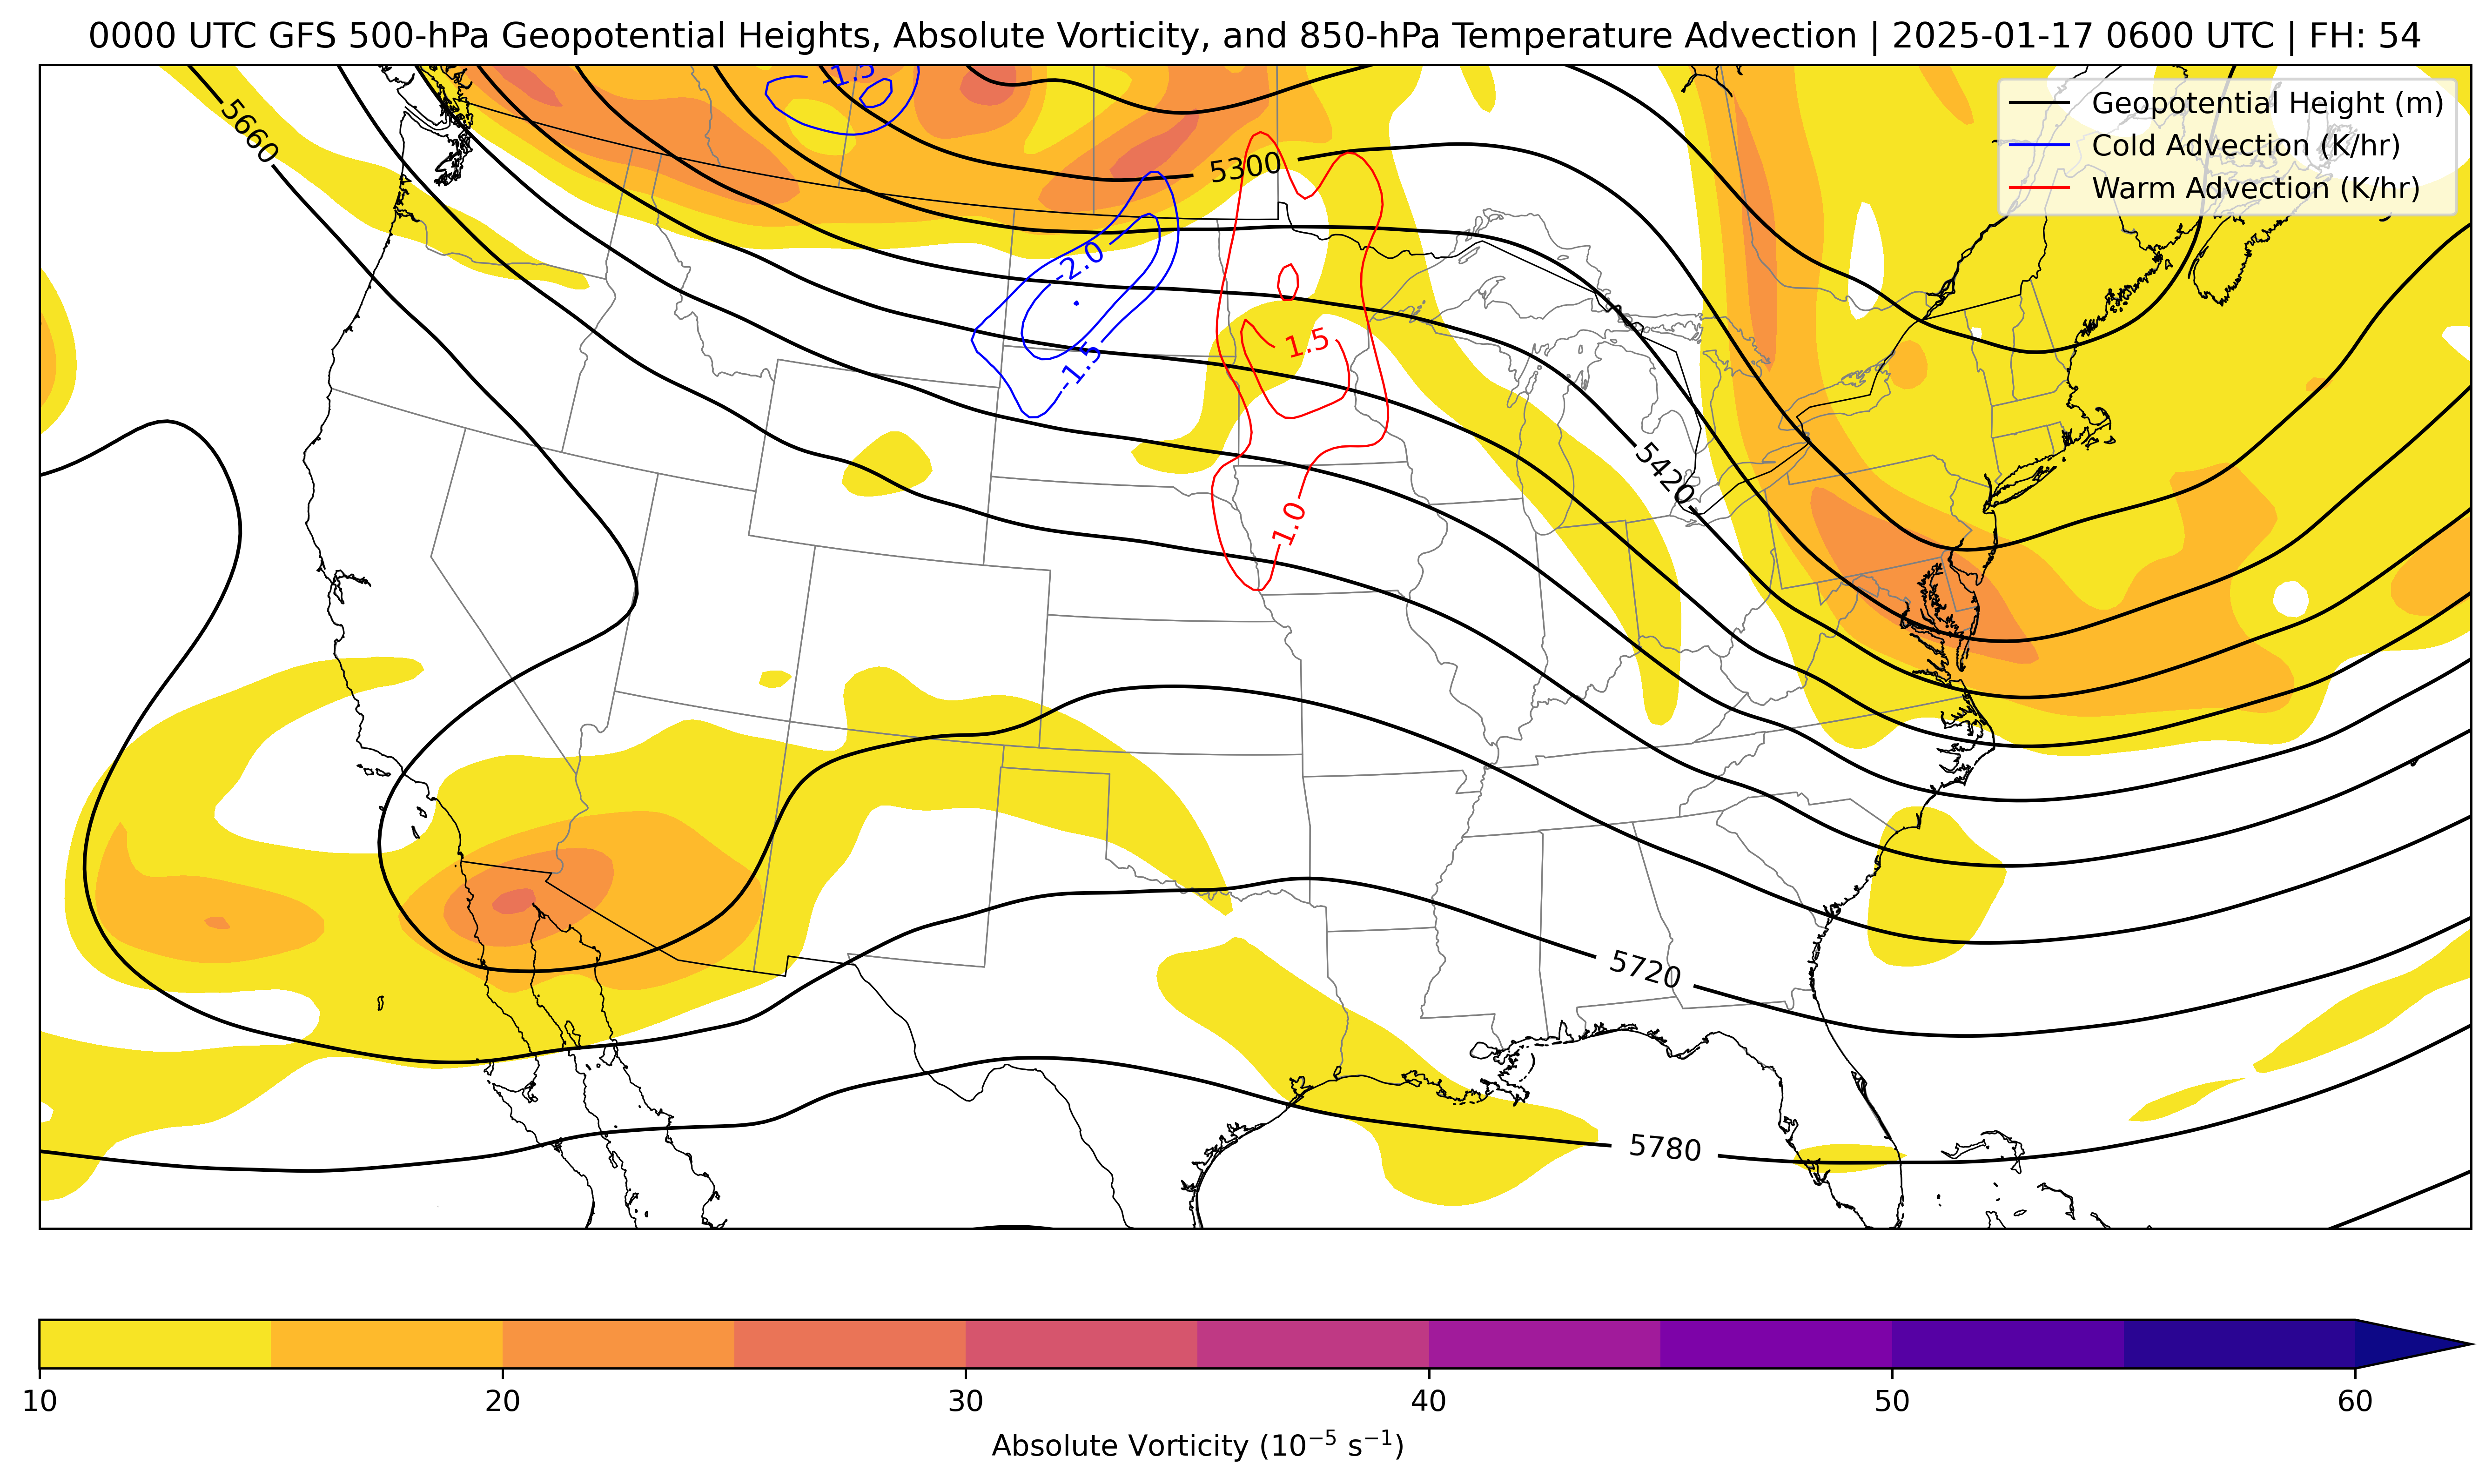 0000 UTC GFS 500-hPa Geopotential Heights, Absolute Vorticity, and 850-hPa Temperature Advection | 2025-01-17 0600 UTC | FH: 54
Geopotential Height (m)
Cold Advection (K/hr)
Warm Advection (K/hr)
-1.5
5660
5300
-2.0
1.5
-1.5
5420
1.0
5720
5780
10 20 30 40 50 60
Absolute Vorticity (10⁻⁵ s⁻¹)